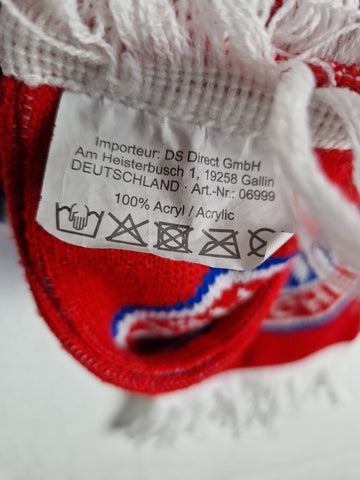 Importeur: DS Direct GmbH
Am Heisterbusch 1, 19258 Gallin
DEUTSCHLAND · Art.-Nr.: 06999
100% Acryl / Acrylic